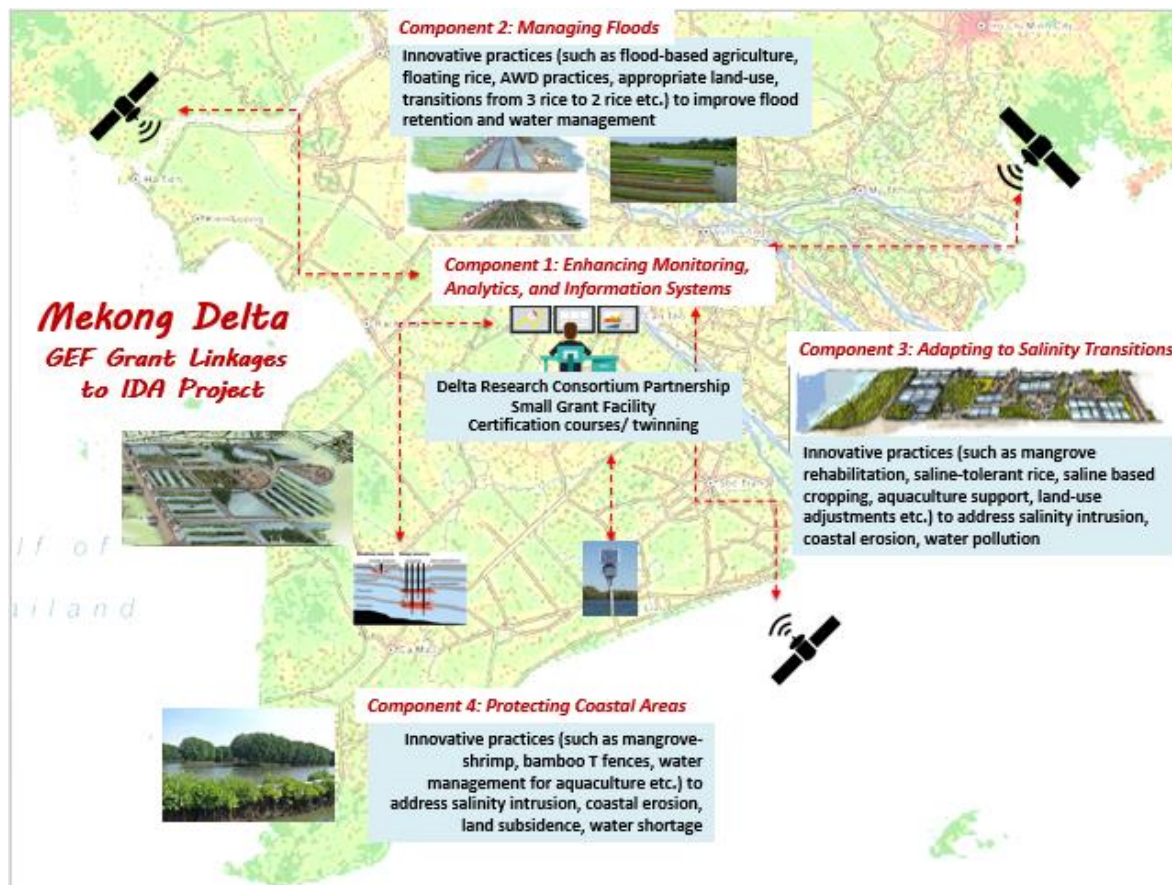 Component 2: Managing Floods
Innovative practices (such as flood-based agriculture,
floating rice, AWD practices, appropriate land-use,
transitions from 3 rice to 2 rice etc.) to improve flood
retention and water management
Component 1: Enhancing Monitoring,
Analytics, and Information Systems
Mekong Delta
GEF Grant Linkages
to IDA Project
Delta Research Consortium Partnership
Small Grant Facility
Certification courses/ twinning
Component 3: Adapting to Salinity Transitions
Innovative practices (such as mangrove
rehabilitation, saline-tolerant rice, saline based
cropping, aquaculture support, land-use
adjustments etc.) to address salinity intrusion,
coastal erosion, water pollution
lf of
ailand
Component 4: Protecting Coastal Areas
Innovative practices (such as mangrove-
shrimp, bamboo T fences, water
management for aquaculture etc.) to
address salinity intrusion, coastal erosion,
land subsidence, water shortage